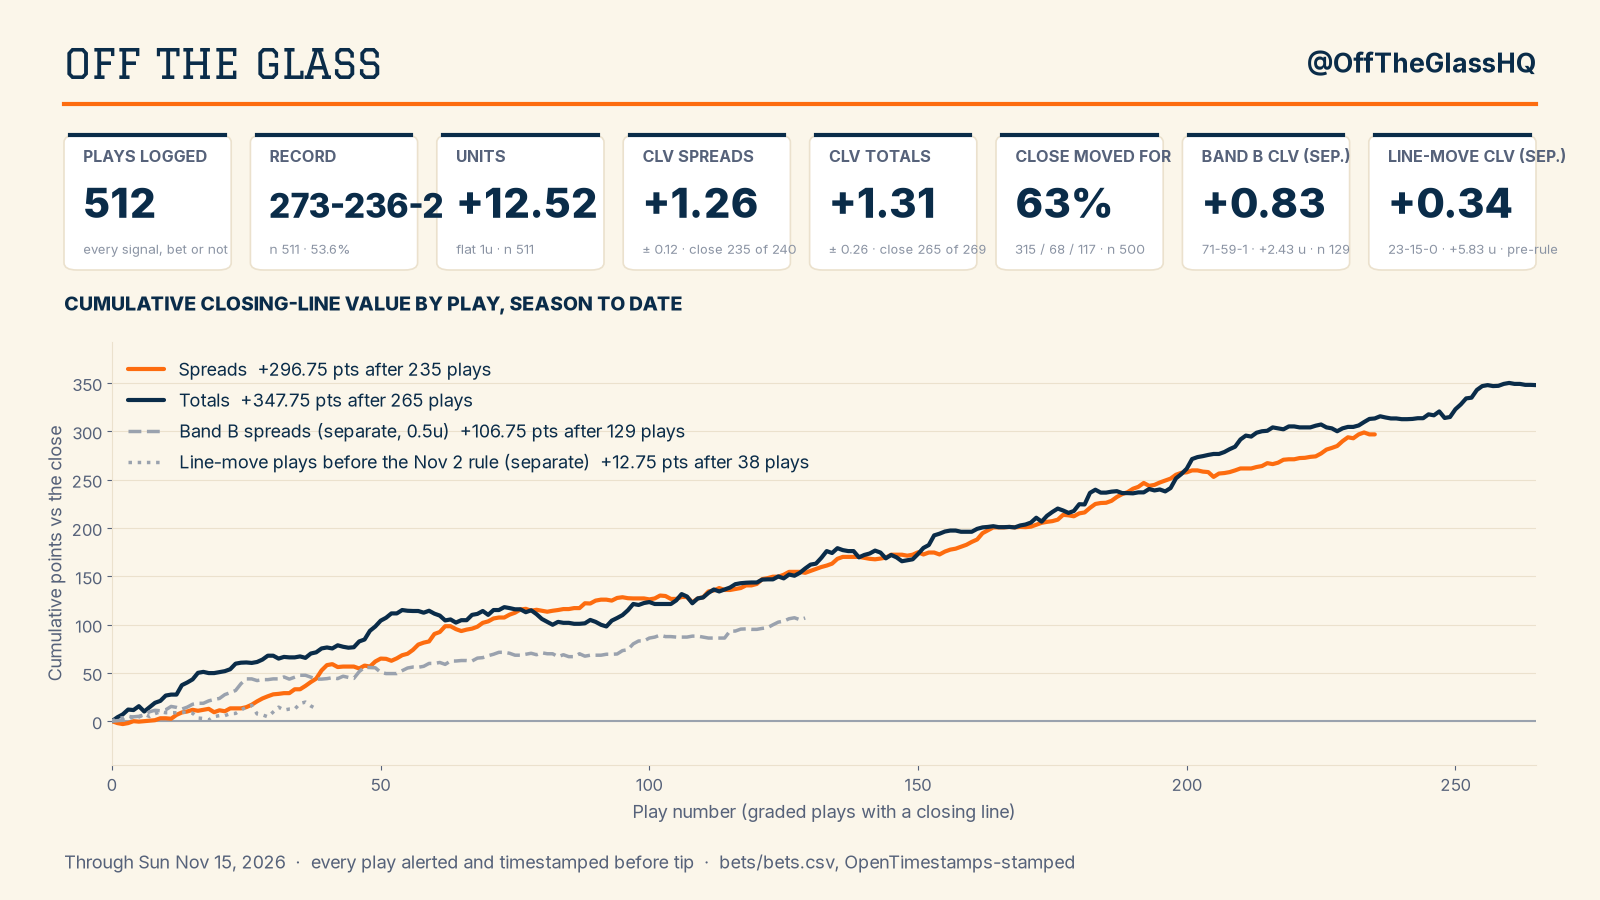 OFF THE GLASS
@OffTheGlassHQ
PLAYS LOGGED
512
every signal, bet or not
RECORD
273-236-2
n 511 · 53.6%
UNITS
+12.52
flat 1u · n 511
CLV SPREADS
+1.26
± 0.12 · close 235 of 240
CLV TOTALS
+1.31
± 0.26 · close 265 of 269
CLOSE MOVED FOR
63%
315 / 68 / 117 · n 500
BAND B CLV (SEP.)
+0.83
71-59-1 · +2.43 u · n 129
LINE-MOVE CLV (SEP.)
+0.34
23-15-0 · +5.83 u · pre-rule
CUMULATIVE CLOSING-LINE VALUE BY PLAY, SEASON TO DATE
Spreads +296.75 pts after 235 plays
Totals +347.75 pts after 265 plays
Band B spreads (separate, 0.5u) +106.75 pts after 129 plays
Line-move plays before the Nov 2 rule (separate) +12.75 pts after 38 plays
Cumulative points vs the close
350
300
250
200
150
100
50
0
0 50 100 150 200 250
Play number (graded plays with a closing line)
Through Sun Nov 15, 2026 · every play alerted and timestamped before tip · bets/bets.csv, OpenTimestamps-stamped